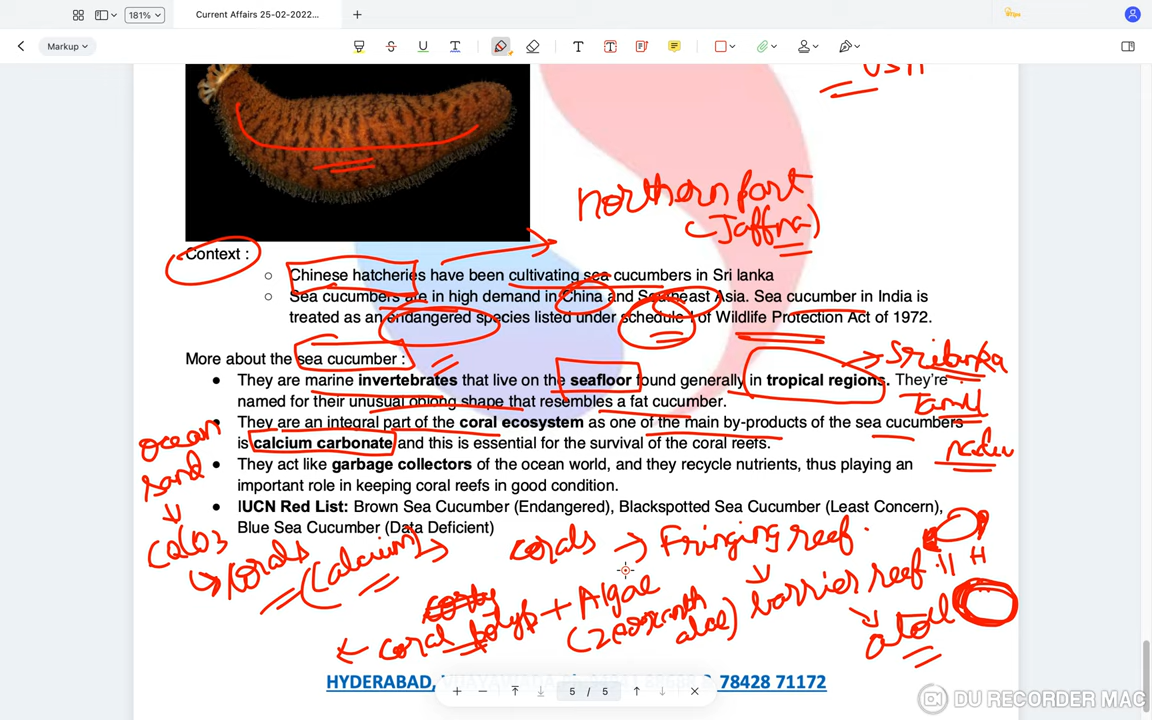 181%
Current Affairs 25-02-2022...
Markup
northern part
(Jaffna)
Context :
Chinese hatcheries have been cultivating sea cucumbers in Sri lanka
Sea cucumbers are in high demand in China and Southeast Asia. Sea cucumber in India is
treated as an endangered species listed under schedule I of Wildlife Protection Act of 1972.
More about the sea cucumber :
Srilanka
They are marine invertebrates that live on the seafloor found generally in tropical regions. They're
named for their unusual oblong shape that resembles a fat cucumber.
Tamil
They are an integral part of the coral ecosystem as one of the main by-products of the sea cucumbers
is calcium carbonate and this is essential for the survival of the coral reefs.
nadu
ocean
sand
They act like garbage collectors of the ocean world, and they recycle nutrients, thus playing an
important role in keeping coral reefs in good condition.
IUCN Red List: Brown Sea Cucumber (Endangered), Blackspotted Sea Cucumber (Least Concern),
Blue Sea Cucumber (Data Deficient)
CaCO3
corals (calcium)
corals → Fringing reef
barrier reef
atoll
coral polyp + Algae
HYDERABAD, 78428 71172
5 / 5
DU RECORDER MAC